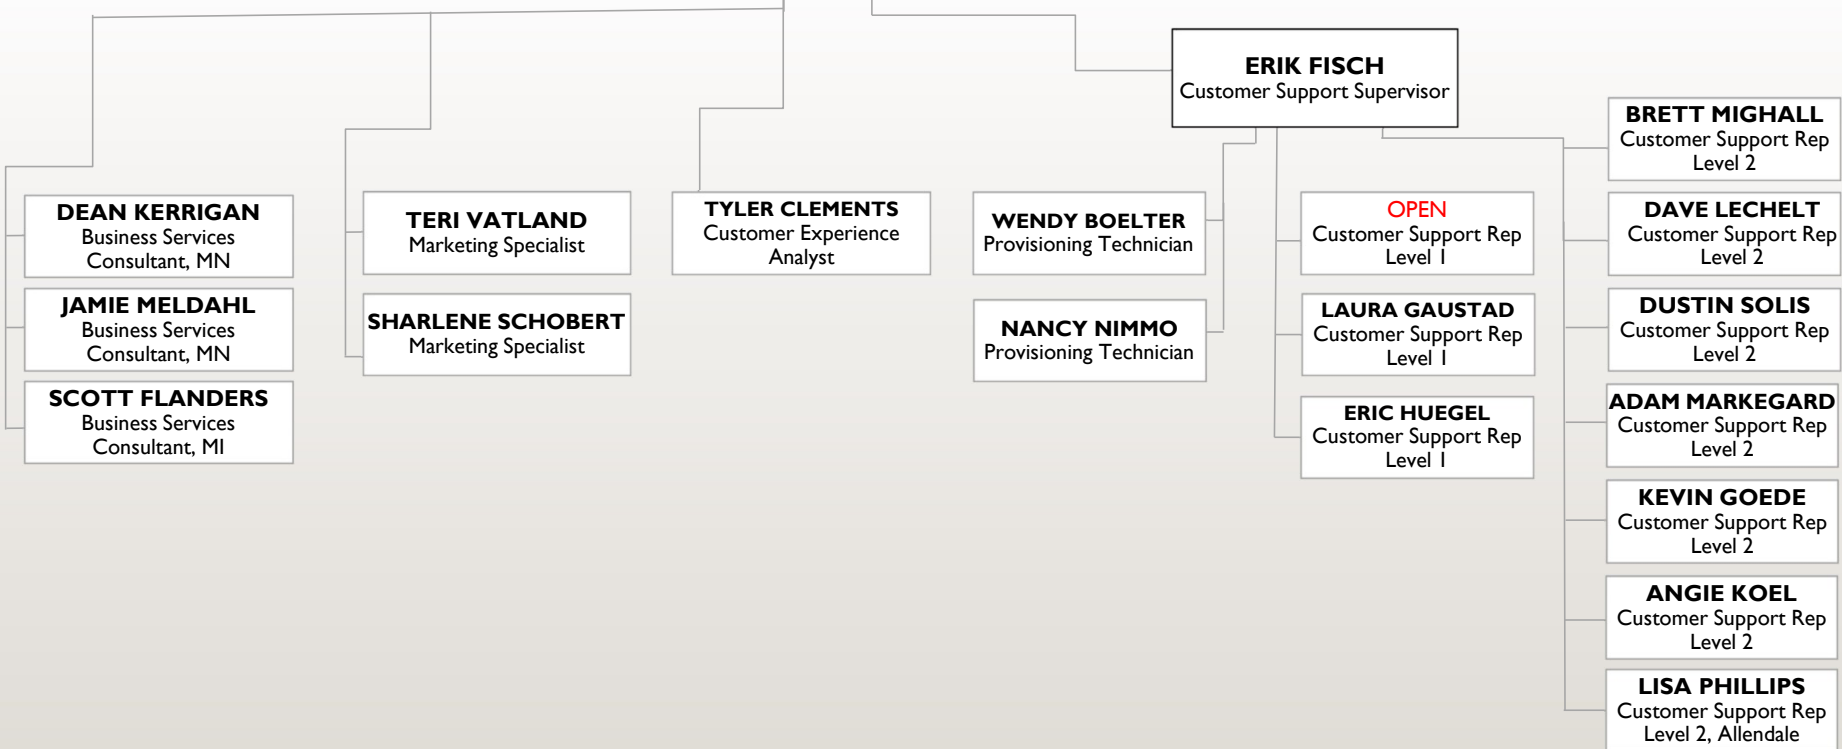 ERIK FISCH
Customer Support Supervisor
DEAN KERRIGAN
Business Services
Consultant, MN
JAMIE MELDAHL
Business Services
Consultant, MN
SCOTT FLANDERS
Business Services
Consultant, MI
TERI VATLAND
Marketing Specialist
SHARLENE SCHOBERT
Marketing Specialist
TYLER CLEMENTS
Customer Experience
Analyst
WENDY BOELTER
Provisioning Technician
NANCY NIMMO
Provisioning Technician
OPEN
Customer Support Rep
Level 1
LAURA GAUSTAD
Customer Support Rep
Level 1
ERIC HUEGEL
Customer Support Rep
Level 1
BRETT MIGHALL
Customer Support Rep
Level 2
DAVE LECHELT
Customer Support Rep
Level 2
DUSTIN SOLIS
Customer Support Rep
Level 2
ADAM MARKEGARD
Customer Support Rep
Level 2
KEVIN GOEDE
Customer Support Rep
Level 2
ANGIE KOEL
Customer Support Rep
Level 2
LISA PHILLIPS
Customer Support Rep
Level 2, Allendale